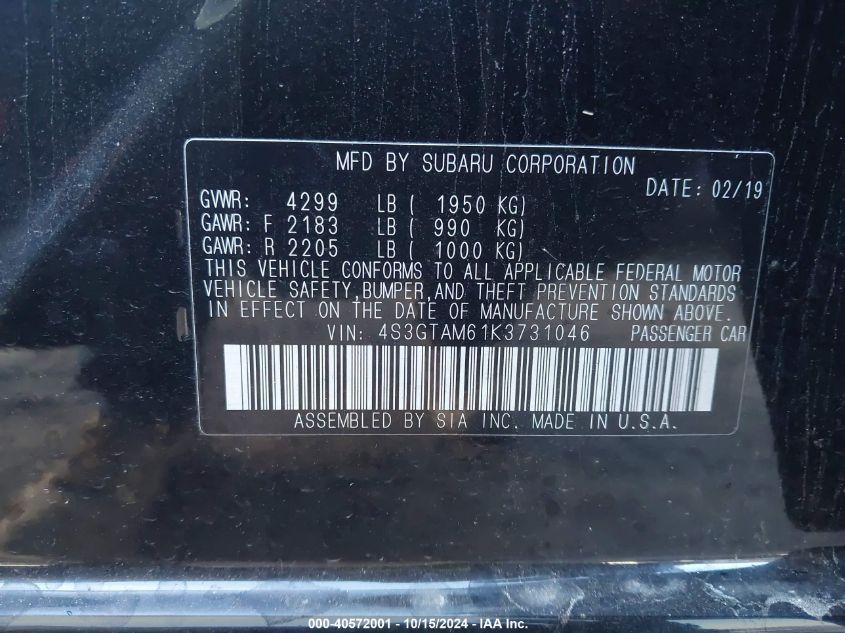 MFD BY SUBARU CORPORATION
DATE: 02/19
GVWR: 4299 LB ( 1950 KG)
GAWR: F 2183 LB ( 990 KG)
GAWR: R 2205 LB ( 1000 KG)
THIS VEHICLE CONFORMS TO ALL APPLICABLE FEDERAL MOTOR
VEHICLE SAFETY,BUMPER,AND THEFT PREVENTION STANDARDS
IN EFFECT ON THE DATE OF MANUFACTURE SHOWN ABOVE.
VIN: 4S3GTAM61K3731046 PASSENGER CAR
ASSEMBLED BY SIA INC. MADE IN U.S.A.
000-40572001 - 10/15/2024 - IAA, Inc.